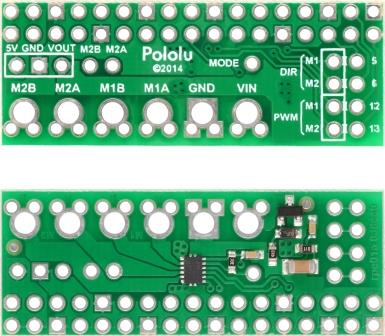 5V GND VOUT M2B M2A
Pololu
©2014
MODE
DIR
M1
5
M2
6
PWM
M1
12
M2
13
M2B M2A M1B M1A GND VIN